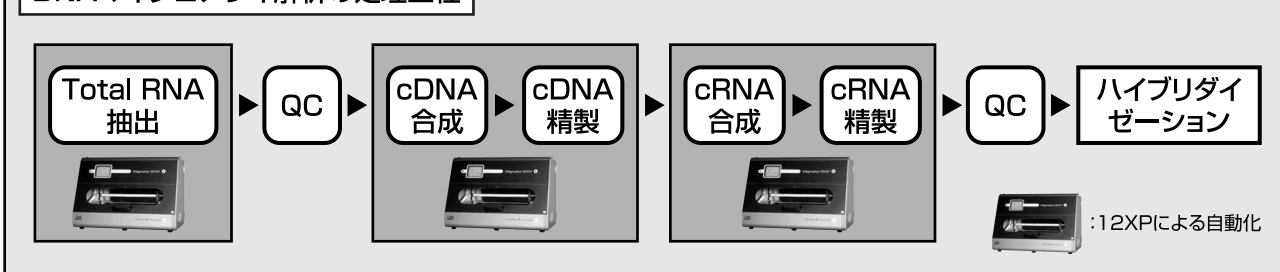 Total RNA
抽出
QC
cDNA
合成
cDNA
精製
cRNA
合成
cRNA
精製
QC
ハイブリダイ
ゼーション
:12XPによる自動化